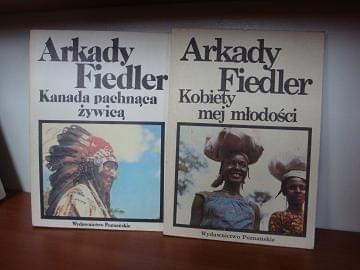 Arkady
Fiedler
Kanada pachnąca
żywicą
Wydawnictwo Poznańskie
Arkady
Fiedler
Kobiety
mej młodości
Wydawnictwo Poznańskie